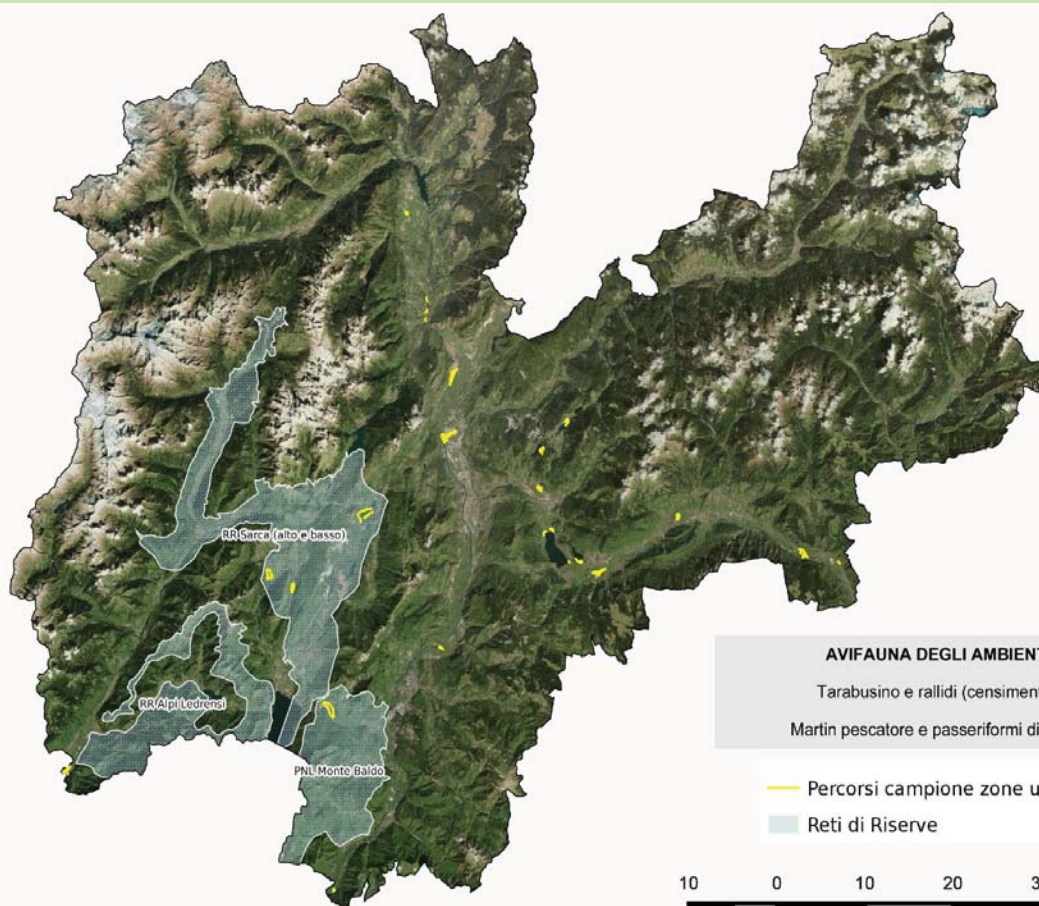 RR Sarca (alto e basso)
RR Alpi Ledrensi
PNL Monte Baldo
AVIFAUNA DEGLI AMBIENT
Tarabusino e rallidi (censiment
Martin pescatore e passeriformi di
Percorsi campione zone u
Reti di Riserve
10 0 10 20 3